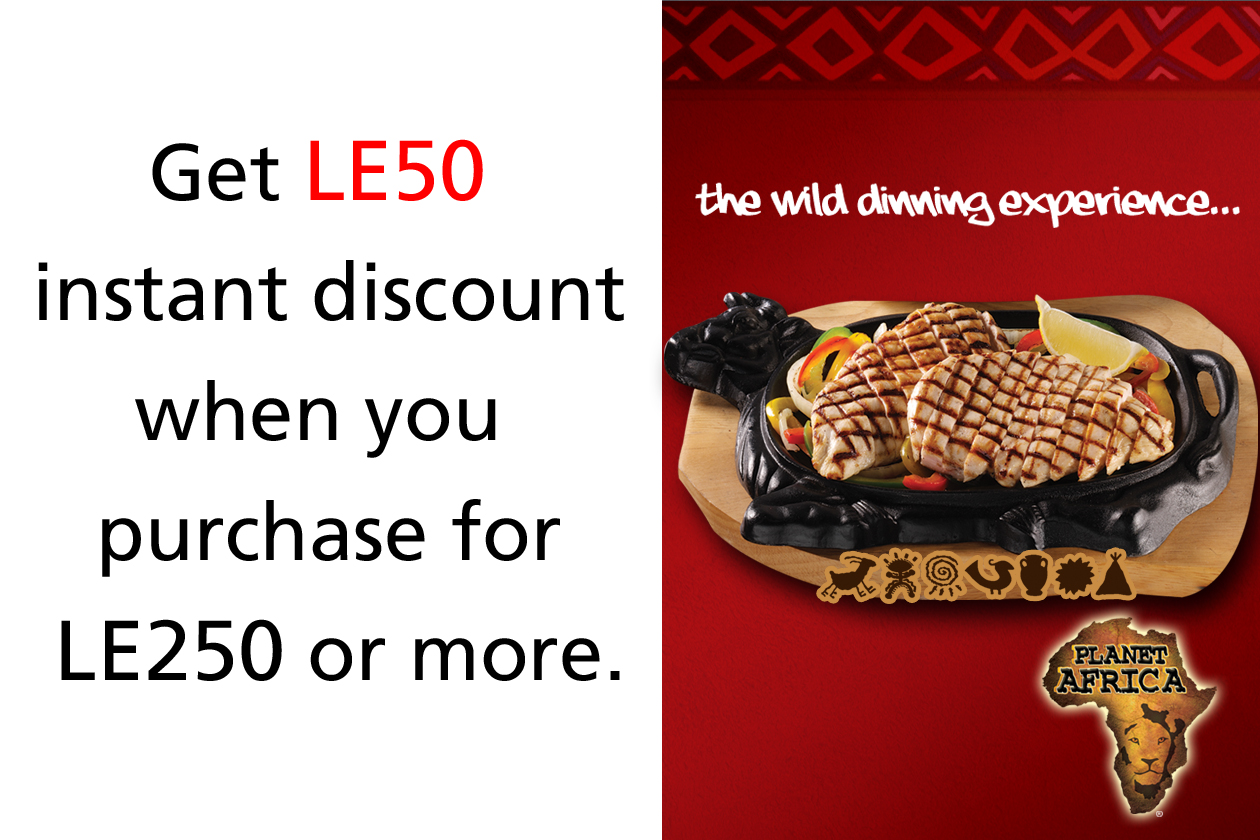 Get LE50
instant discount
when you
purchase for
LE250 or more.
the wild dinning experience...
PLANET
AFRICA
®